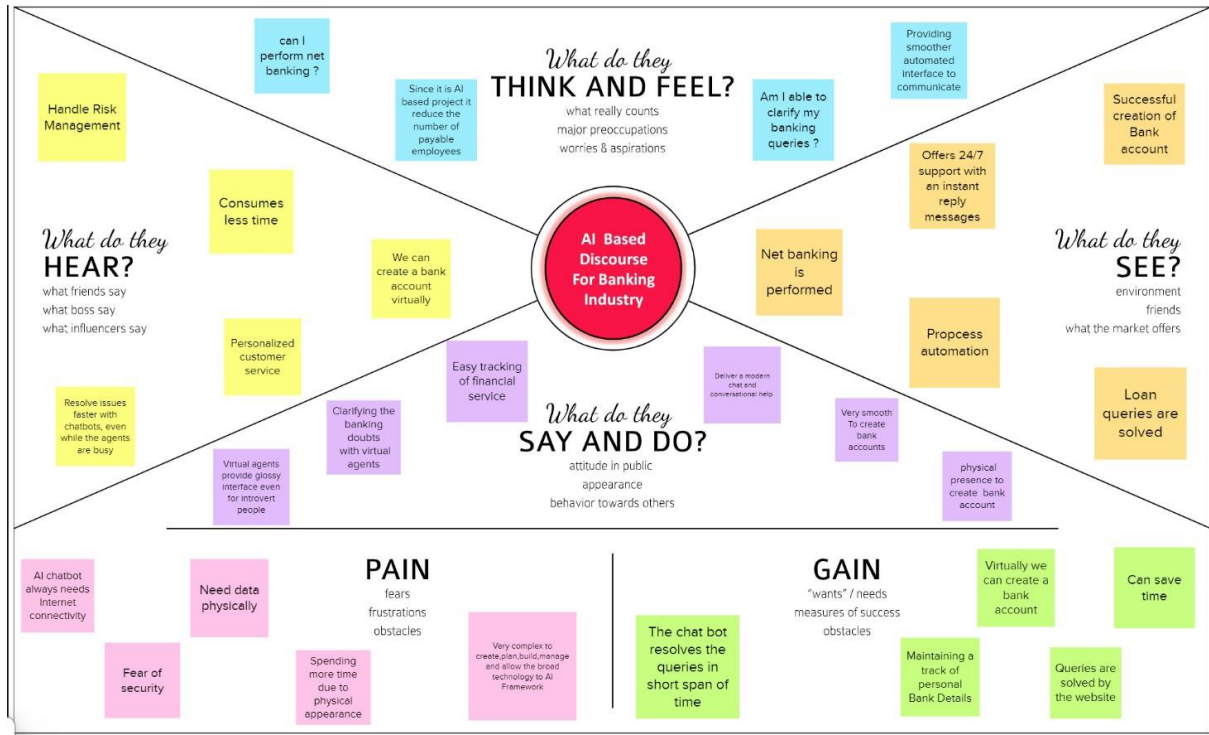 What do they
THINK AND FEEL?
what really counts
major preoccupations
worries & aspirations
can I
perform net
banking ?
Since it is AI
based project it
reduce the
number of
payable
employees
Am I able to
clarify my
banking
queries ?
Providing
smoother
automated
interface to
communicate
What do they
HEAR?
what friends say
what boss say
what influencers say
Handle Risk
Management
Consumes
less time
We can
create a bank
account
virtually
Personalized
customer
service
Resolve issues
faster with
chatbots, even
while the agents
are busy
AI Based
Discourse
For Banking
Industry
What do they
SEE?
environment
friends
what the market offers
Successful
creation of
Bank
account
Offers 24/7
support with
an instant
reply
messages
Net banking
is
performed
Propcess
automation
Loan
queries are
solved
What do they
SAY AND DO?
attitude in public
appearance
behavior towards others
Easy tracking
of financial
service
Clarifying the
banking
doubts
with virtual
agents
Virtual agents
provide glossy
interface even
for introvert
people
Deliver a modern
chat and
conversational help
Very smooth
To create
bank
accounts
physical
presence to
create bank
account
PAIN
fears
frustrations
obstacles
AI chatbot
always needs
Internet
connectivity
Need data
physically
Fear of
security
Spending
more time
due to
physical
appearance
Very complex to
create,plan,build,manage
and allow the broad
technology to AI
Framework
GAIN
"wants" / needs
measures of success
obstacles
The chat bot
resolves the
queries in
short span of
time
Virtually we
can create a
bank
account
Can save
time
Maintaining a
track of
personal
Bank Details
Queries are
solved by
the website